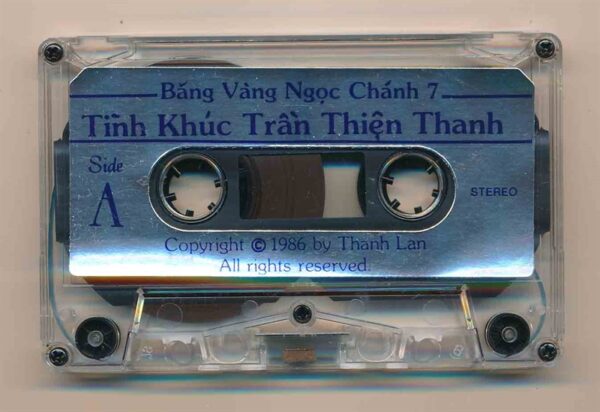 Băng Vàng Ngọc Chánh 7
Tình Khúc Trần Thiện Thanh
Side
A
STEREO
Copyright © 1986 by Thanh Lan
All rights reserved.